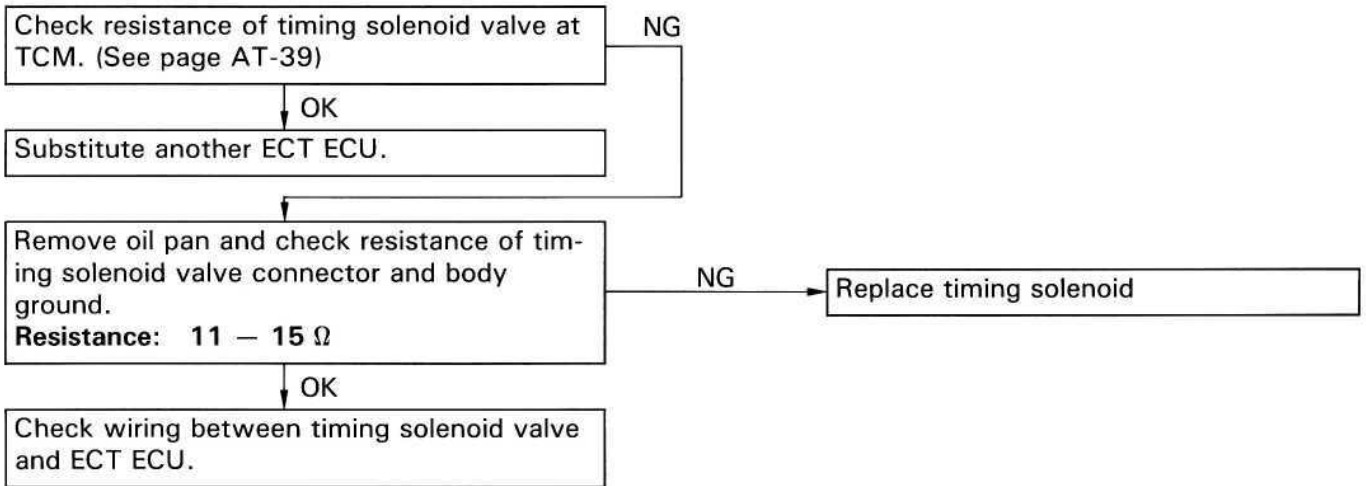 Check resistance of timing solenoid valve at
TCM. (See page AT-39)
NG
OK
Substitute another ECT ECU.
Remove oil pan and check resistance of tim-
ing solenoid valve connector and body
ground.
Resistance: 11 — 15 Ω
NG
Replace timing solenoid
OK
Check wiring between timing solenoid valve
and ECT ECU.